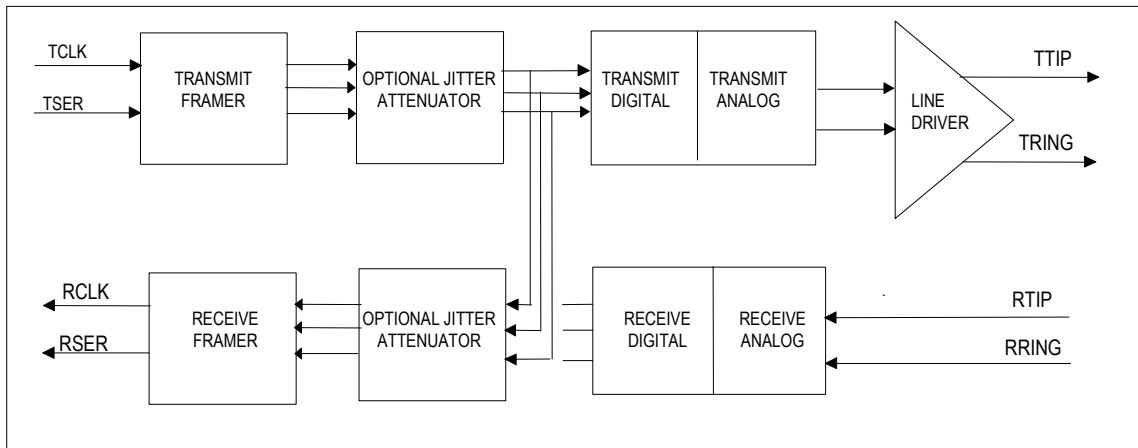 TCLK
TSER
TRANSMIT
FRAMER
OPTIONAL JITTER
ATTENUATOR
TRANSMIT
DIGITAL
TRANSMIT
ANALOG
LINE
DRIVER
TTIP
TRING
RCLK
RSER
RECEIVE
FRAMER
OPTIONAL JITTER
ATTENUATOR
RECEIVE
DIGITAL
RECEIVE
ANALOG
RTIP
RRING